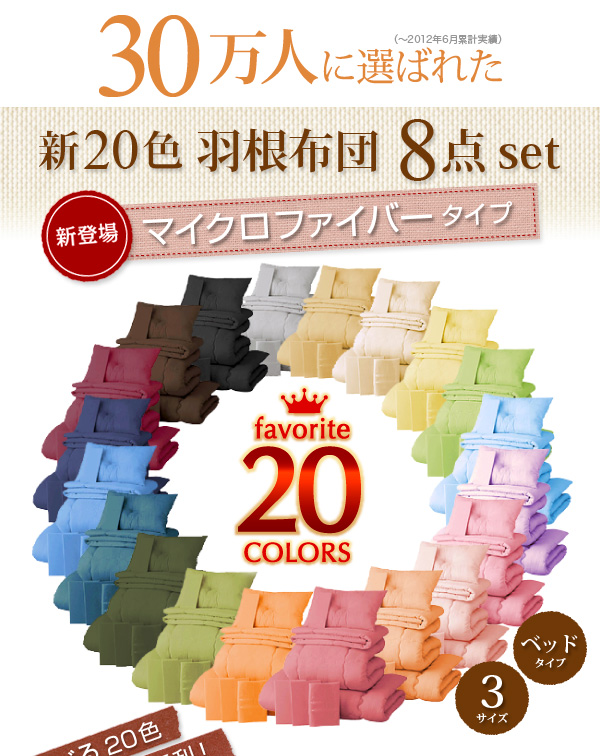 (～2012年6月累計実績)
30万人に選ばれた
新20色 羽根布団 8点 set
新登場
マイクロファイバー タイプ
favorite
20
COLORS
ベッド
タイプ
3
サイズ
20色